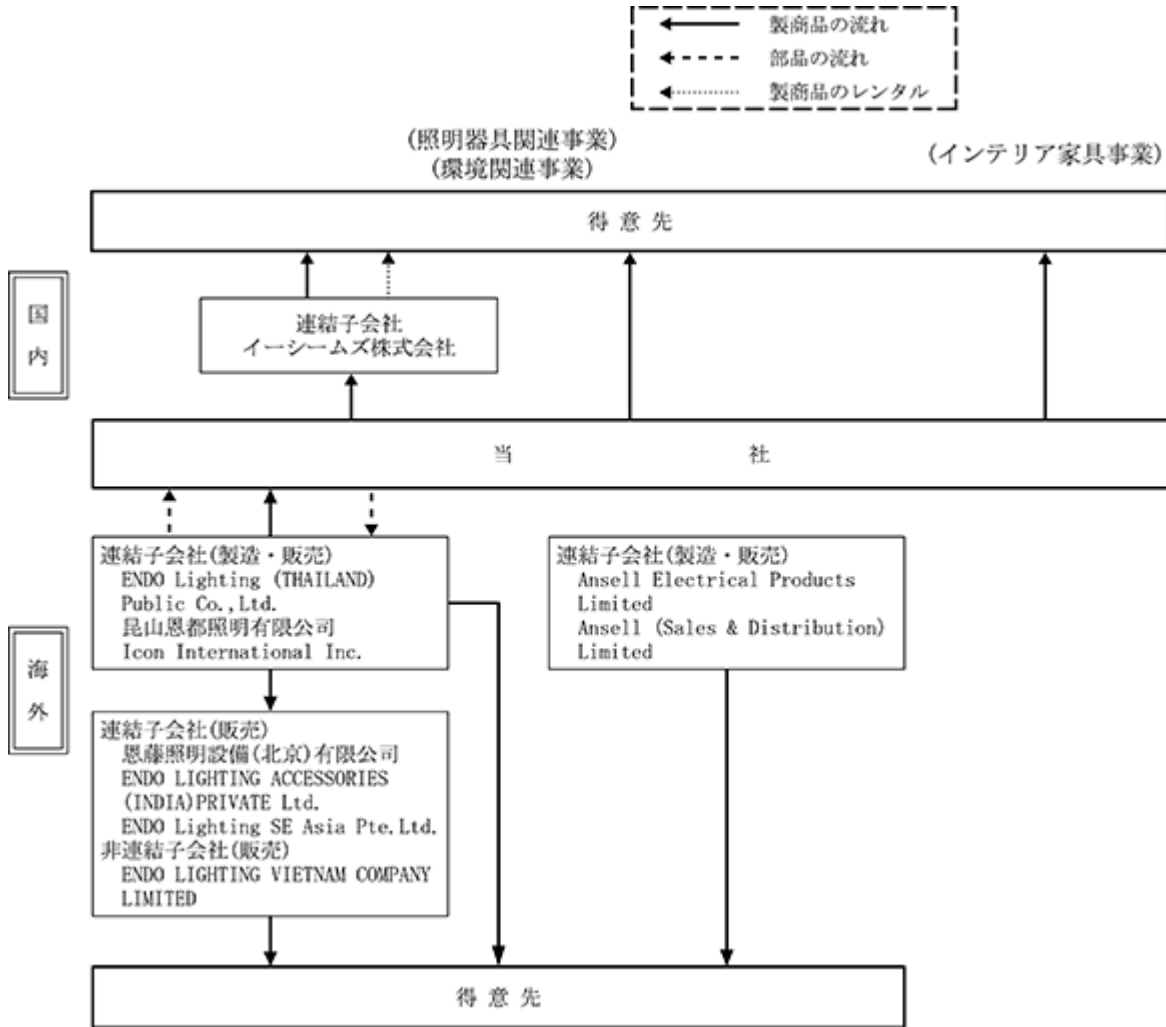 製商品の流れ
部品の流れ
製商品のレンタル
(照明器具関連事業)
(環境関連事業)
(インテリア家具事業)
得意先
国内
連結子会社
イーシームズ株式会社
当社
連結子会社(製造・販売)
ENDO Lighting (THAILAND)
Public Co.,Ltd.
昆山恩都照明有限公司
Icon International Inc.
連結子会社(製造・販売)
Ansell Electrical Products
Limited
Ansell (Sales & Distribution)
Limited
海外
連結子会社(販売)
恩藤照明設備(北京)有限公司
ENDO LIGHTING ACCESSORIES
(INDIA)PRIVATE Ltd.
ENDO Lighting SE Asia Pte.Ltd.
非連結子会社(販売)
ENDO LIGHTING VIETNAM COMPANY
LIMITED
得意先